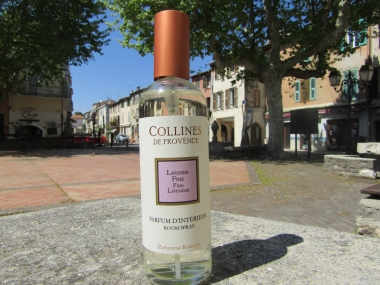 COLLINES
DE PROVENCE
LAVANDE
FINE
FINE
LAVENDER
PARFUM D'INTÉRIEUR
ROOM SPRAY